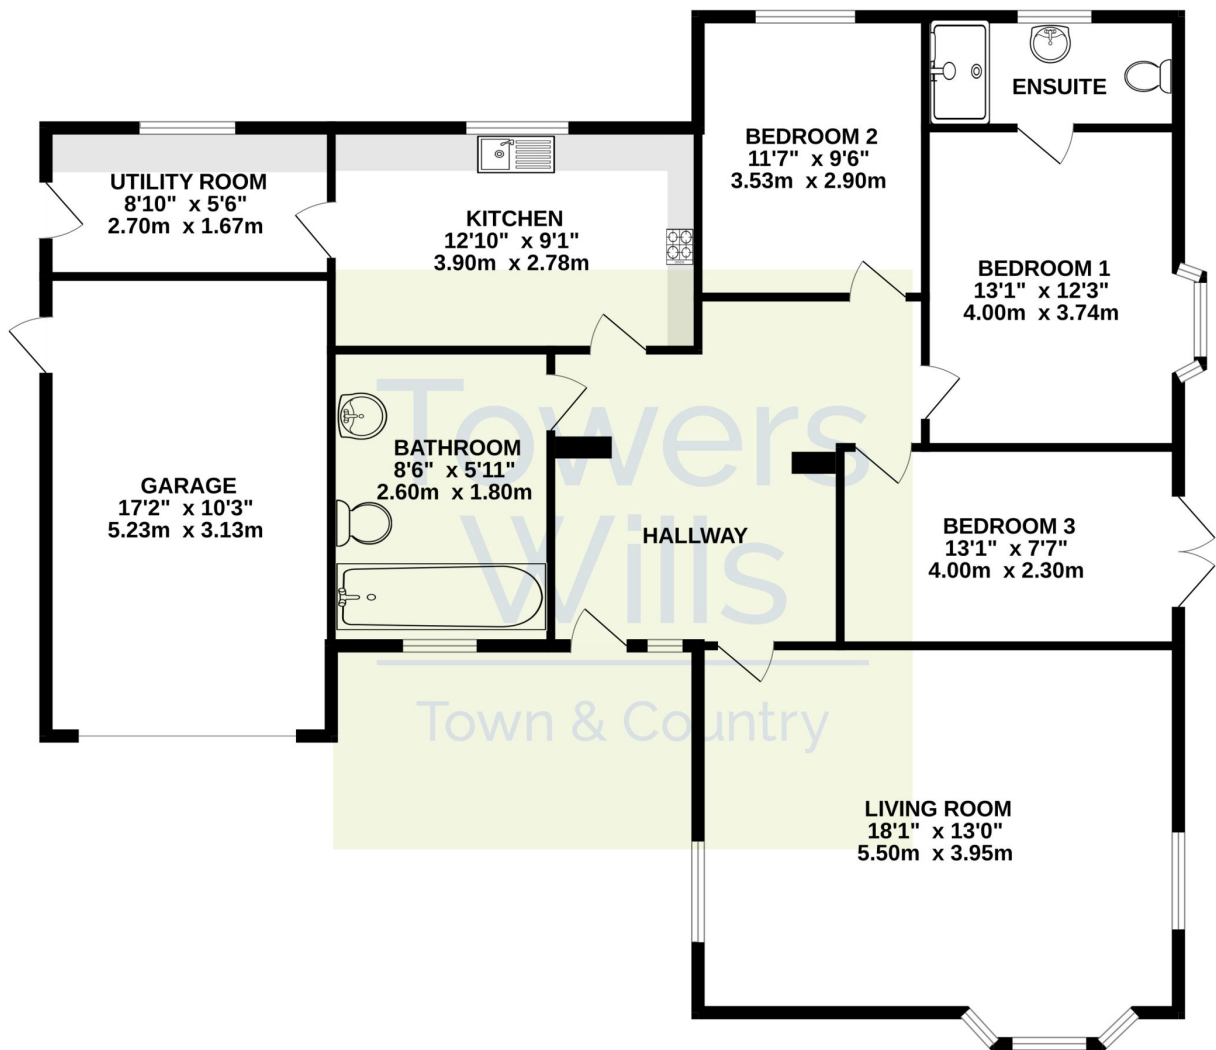 ENSUITE
BEDROOM 2
11'7" x 9'6"
3.53m x 2.90m
UTILITY ROOM
8'10" x 5'6"
2.70m x 1.67m
KITCHEN
12'10" x 9'1"
3.90m x 2.78m
BEDROOM 1
13'1" x 12'3"
4.00m x 3.74m
Towers
Wills
Town & Country
BATHROOM
8'6" x 5'11"
2.60m x 1.80m
GARAGE
17'2" x 10'3"
5.23m x 3.13m
HALLWAY
BEDROOM 3
13'1" x 7'7"
4.00m x 2.30m
LIVING ROOM
18'1" x 13'0"
5.50m x 3.95m